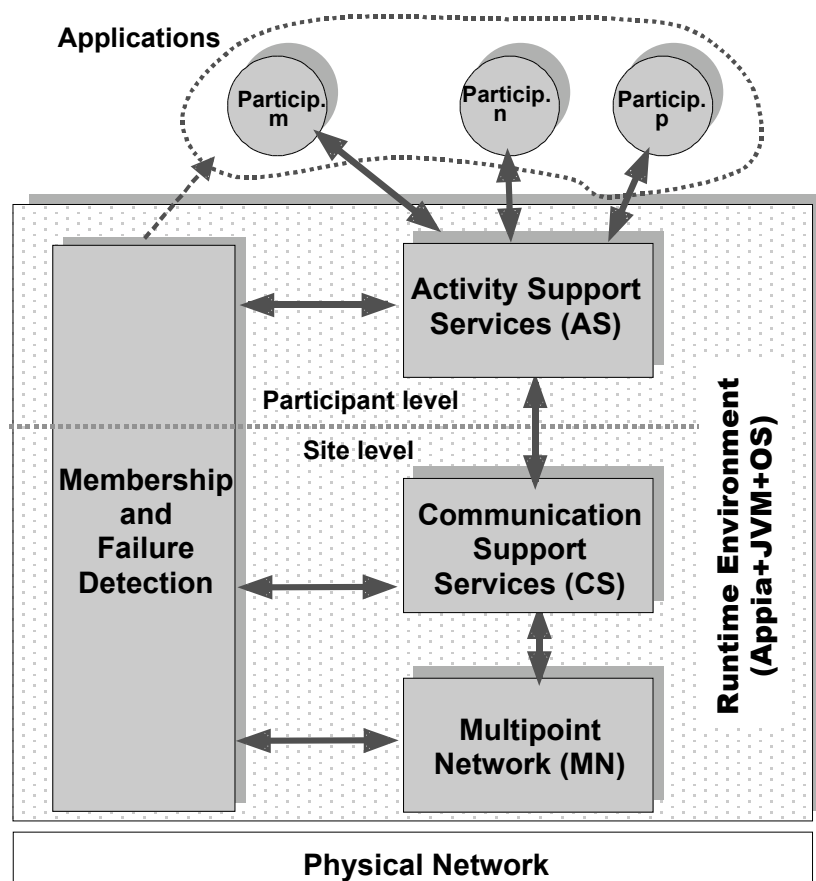 Applications
Particip.
m
Particip.
n
Particip.
p
Activity Support
Services (AS)
Participant level
Site level
Membership
and
Failure
Detection
Communication
Support
Services (CS)
Multipoint
Network (MN)
Runtime Environment
(Appia+JVM+OS)
Physical Network